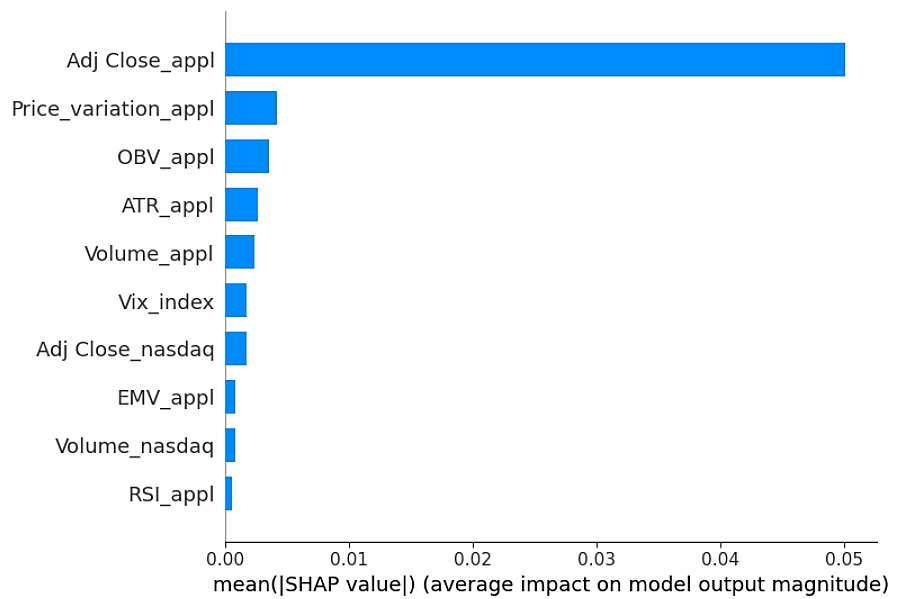 Adj Close_appl
Price_variation_appl
OBV_appl
ATR_appl
Volume_appl
Vix_index
Adj Close_nasdaq
EMV_appl
Volume_nasdaq
RSI_appl
0.00 0.01 0.02 0.03 0.04 0.05
mean(|SHAP value|) (average impact on model output magnitude)